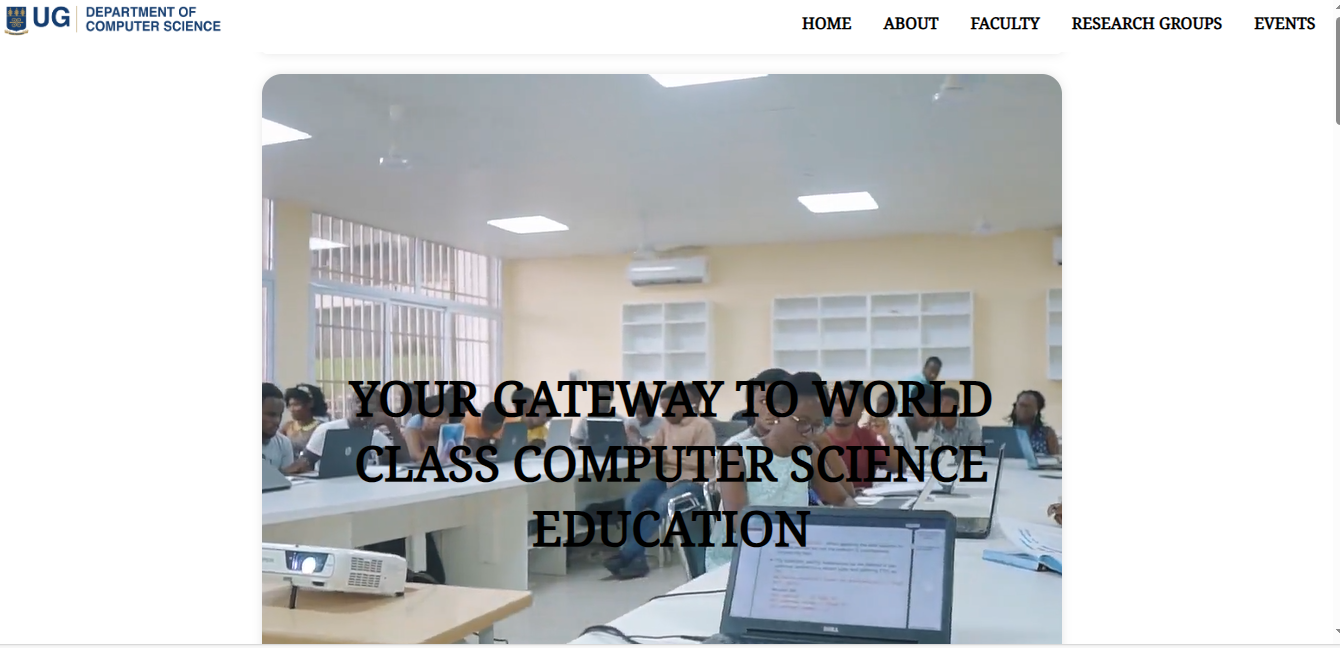 UG
DEPARTMENT OF
COMPUTER SCIENCE
HOME ABOUT FACULTY RESEARCH GROUPS EVENTS
YOUR GATEWAY TO WORLD
CLASS COMPUTER SCIENCE
EDUCATION
DELL